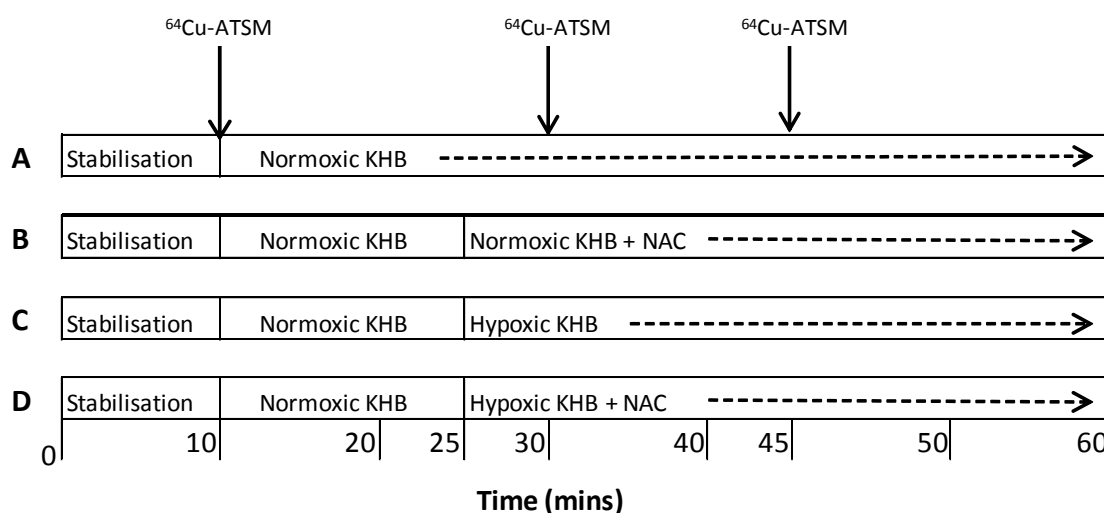 ⁶⁴Cu-ATSM ⁶⁴Cu-ATSM ⁶⁴Cu-ATSM
A Stabilisation Normoxic KHB
B Stabilisation Normoxic KHB Normoxic KHB + NAC
C Stabilisation Normoxic KHB Hypoxic KHB
D Stabilisation Normoxic KHB Hypoxic KHB + NAC
0 10 20 25 30 40 45 50 60
Time (mins)